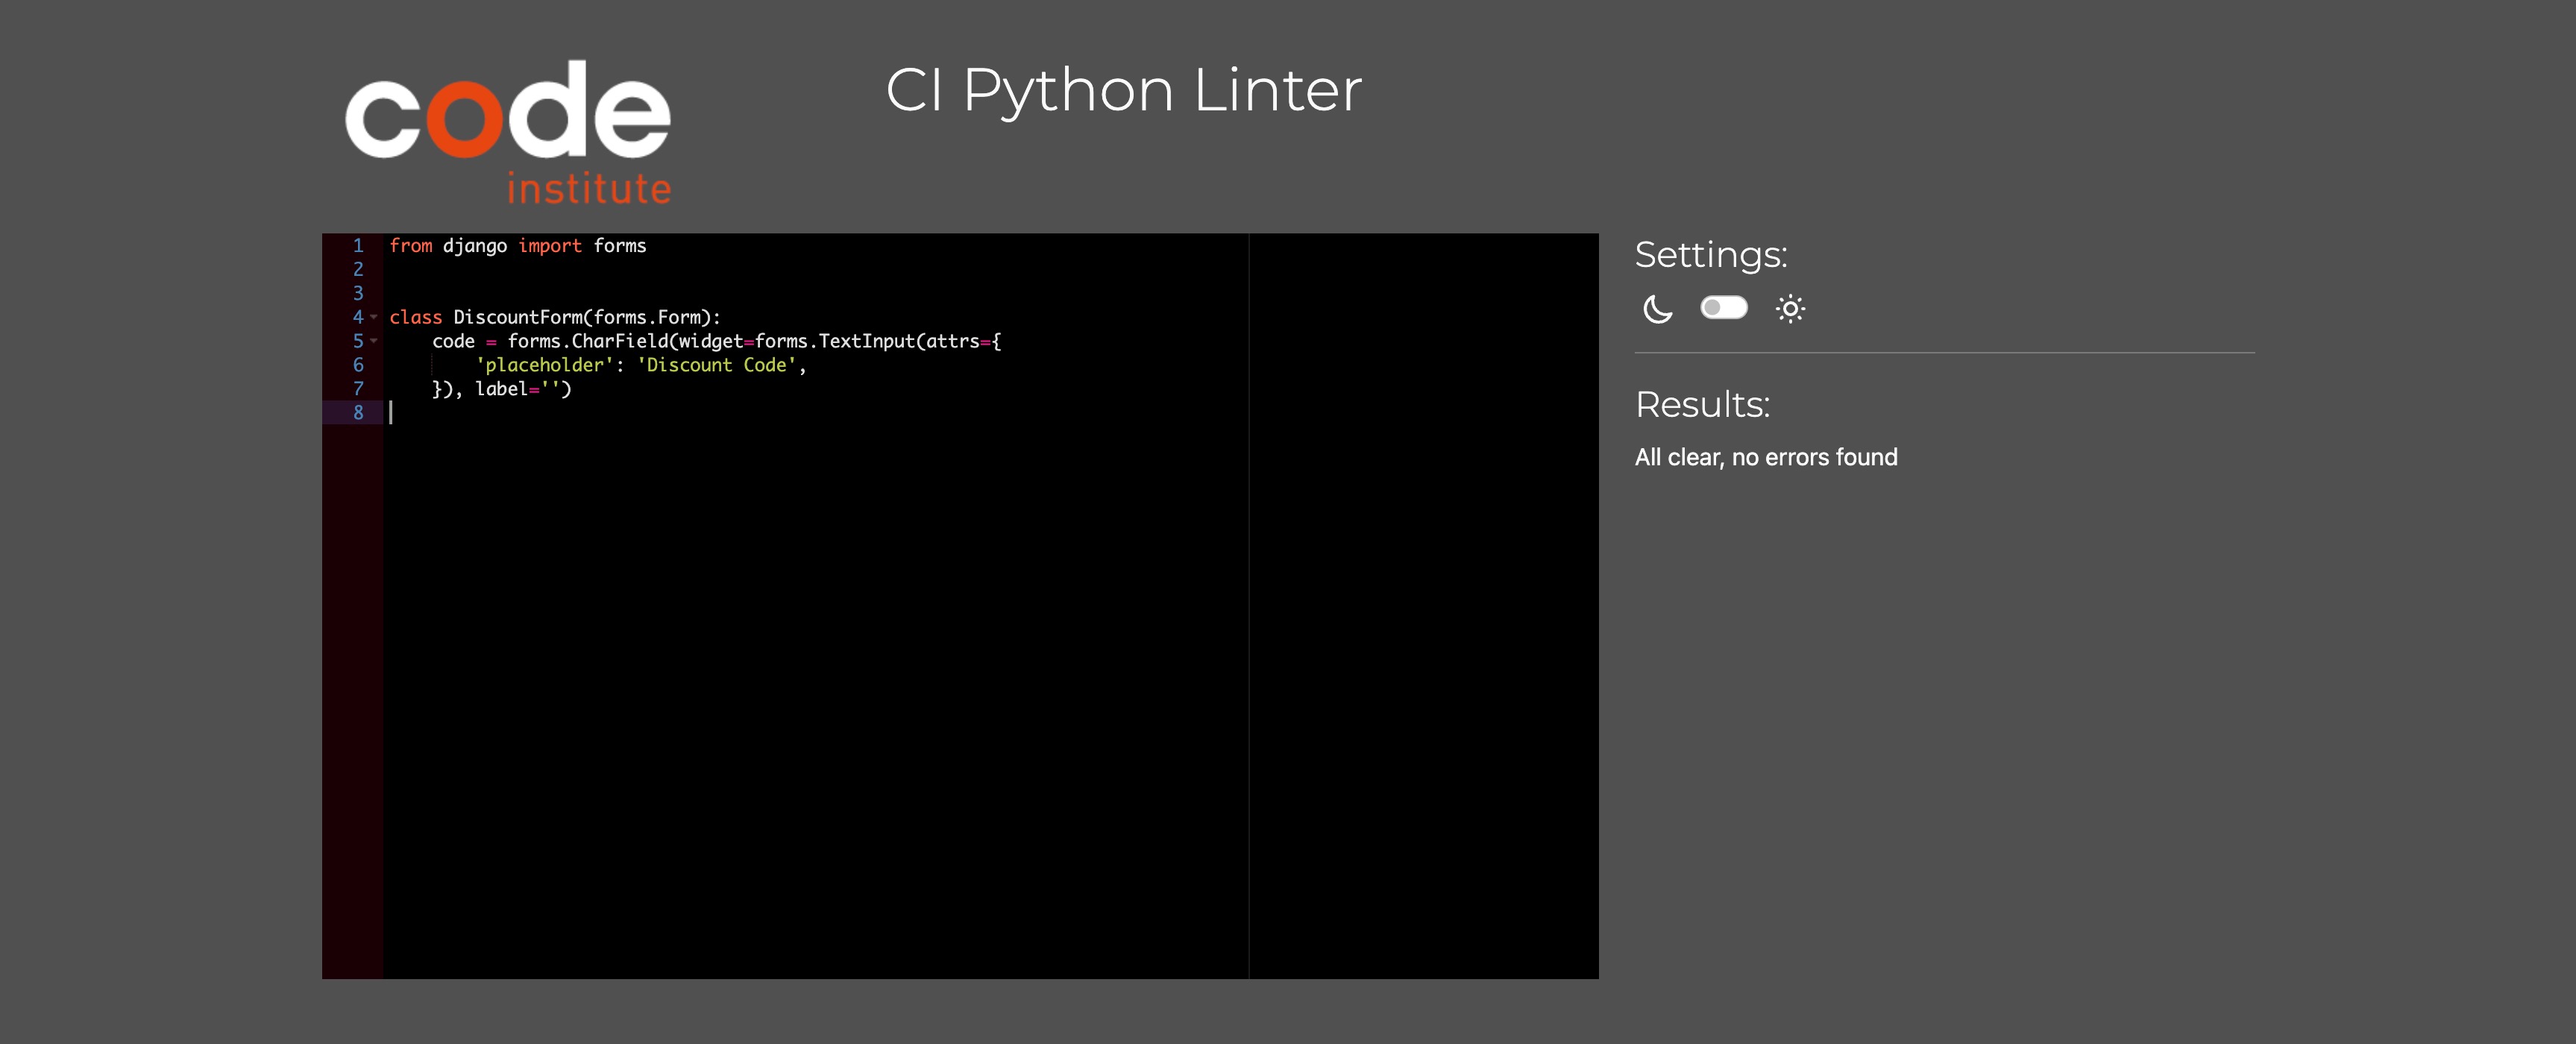 code
institute
CI Python Linter
1 from django import forms
2
3
4 class DiscountForm(forms.Form):
5     code = forms.CharField(widget=forms.TextInput(attrs={
6         'placeholder': 'Discount Code',
7     }), label='')
8
Settings:
Results:
All clear, no errors found